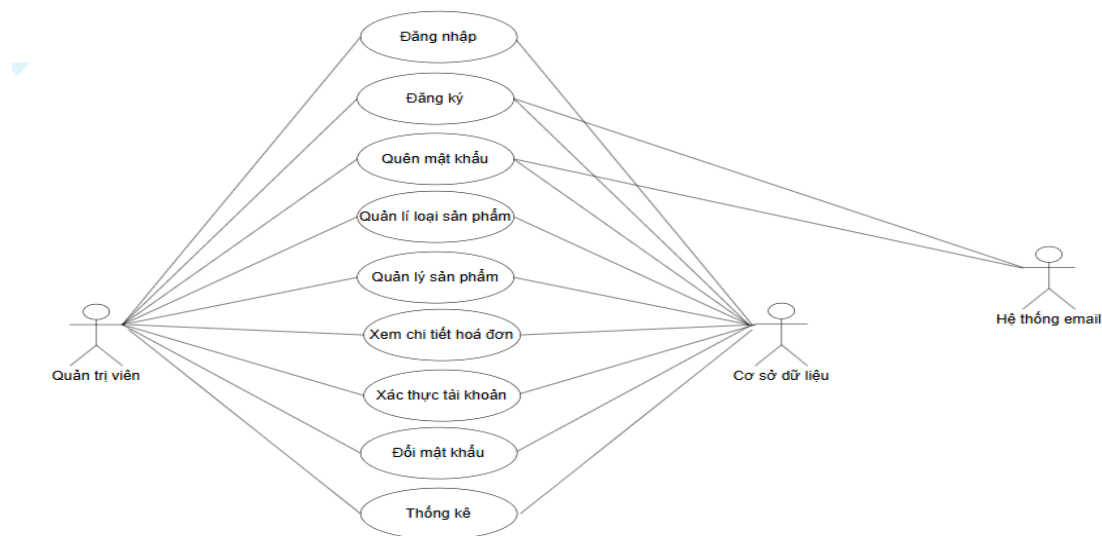 Đăng nhập
Đăng ký
Quên mật khẩu
Quản lí loại sản phẩm
Quản lý sản phẩm
Xem chi tiết hoá đơn
Xác thực tải khoản
Đổi mật khẩu
Thống kê
Quản trị viên
Cơ sở dữ liệu
Hệ thống email